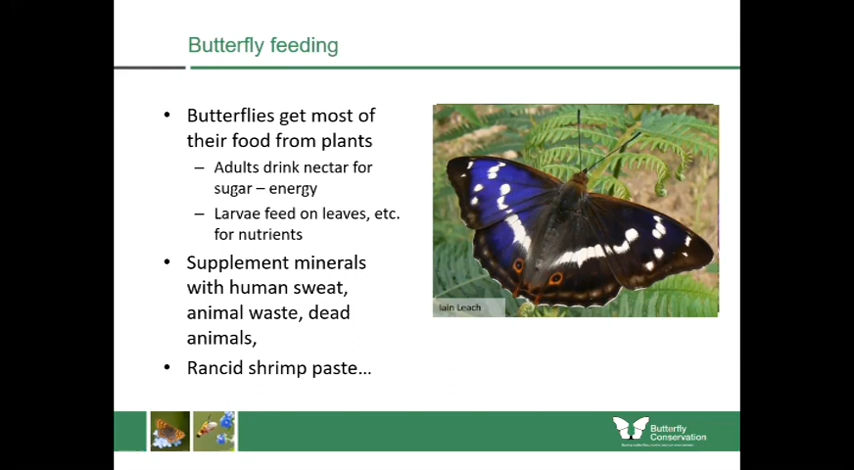 Butterfly feeding
• Butterflies get most of
their food from plants
– Adults drink nectar for
sugar – energy
– Larvae feed on leaves, etc.
for nutrients
• Supplement minerals
with human sweat,
animal waste, dead
animals,
• Rancid shrimp paste...
Iain Leach
Butterfly
Conservation